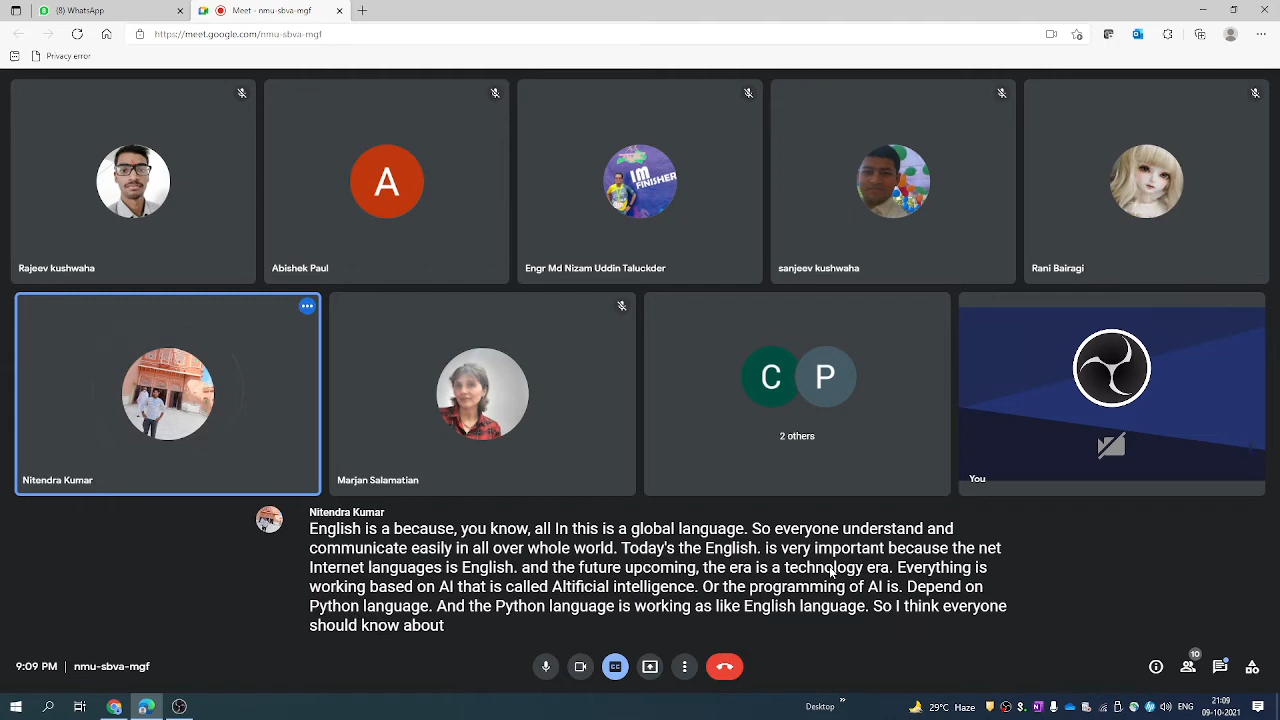 (8) WhatsApp
Meet - nmu-sbva-mgf
https://meet.google.com/nmu-sbva-mgf
Privacy error
A
IM
FINISHER
Rajeev kushwaha
Abishek Paul
Engr Md Nizam Uddin Taluckder
sanjeev kushwaha
Rani Bairagi
C P
2 others
Nitendra Kumar
Marjan Salamatian
You
Nitendra Kumar
English is a because, you know, all In this is a global language. So everyone understand and
communicate easily in all over whole world. Today's the English. is very important because the net
Internet languages is English. and the future upcoming, the era is a technology era. Everything is
working based on AI that is called Altificial intelligence. Or the programming of AI is. Depend on
Python language. And the Python language is working as like English language. So I think everyone
should know about
9:09 PM | nmu-sbva-mgf
10
Desktop
29°C Haze
ENG
21:09
09-10-2021